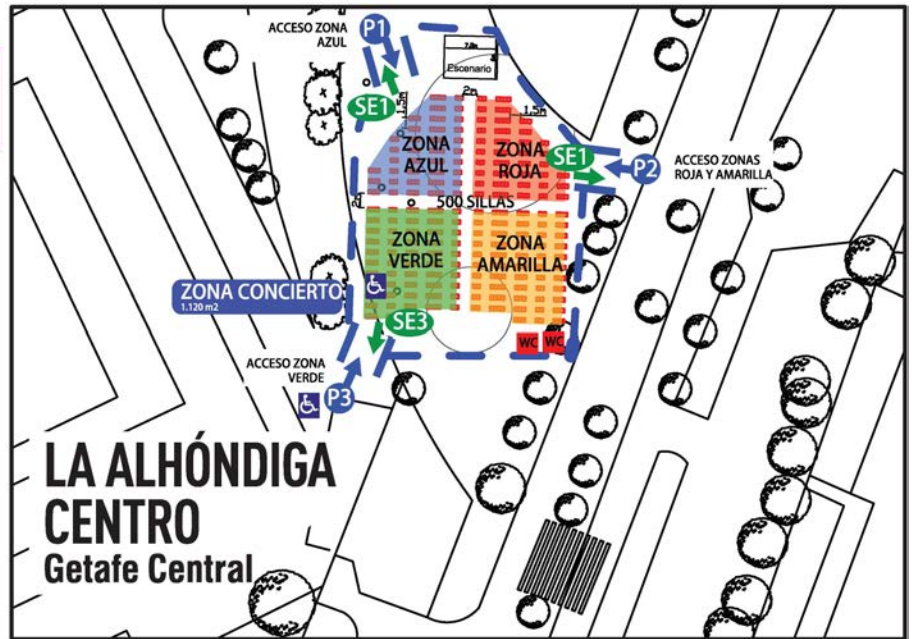 ACCESO ZONA
AZUL
P1
7,0m
Escenario
SE1
1.5m
2m
1.5m
ZONA
AZUL
ZONA
ROJA
SE1
P2
ACCESO ZONAS
ROJA Y AMARILLA
2m
500 SILLAS
ZONA
VERDE
ZONA
AMARILLA
ZONA CONCIERTO
1.120 m2
SE3
WC
WC
ACCESO ZONA
VERDE
P3
LA ALHÓNDIGA
CENTRO
Getafe Central